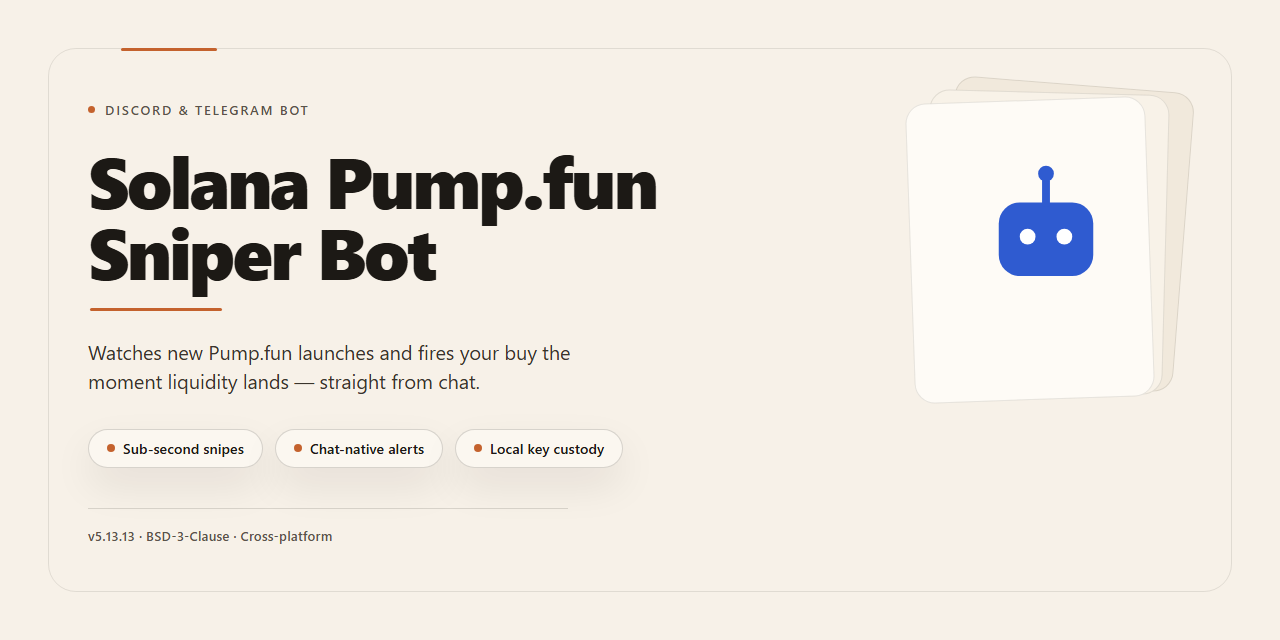 DISCORD & TELEGRAM BOT
Solana Pump.fun
Sniper Bot
Watches new Pump.fun launches and fires your buy the
moment liquidity lands — straight from chat.
Sub-second snipes
Chat-native alerts
Local key custody
v5.13.13 · BSD-3-Clause · Cross-platform